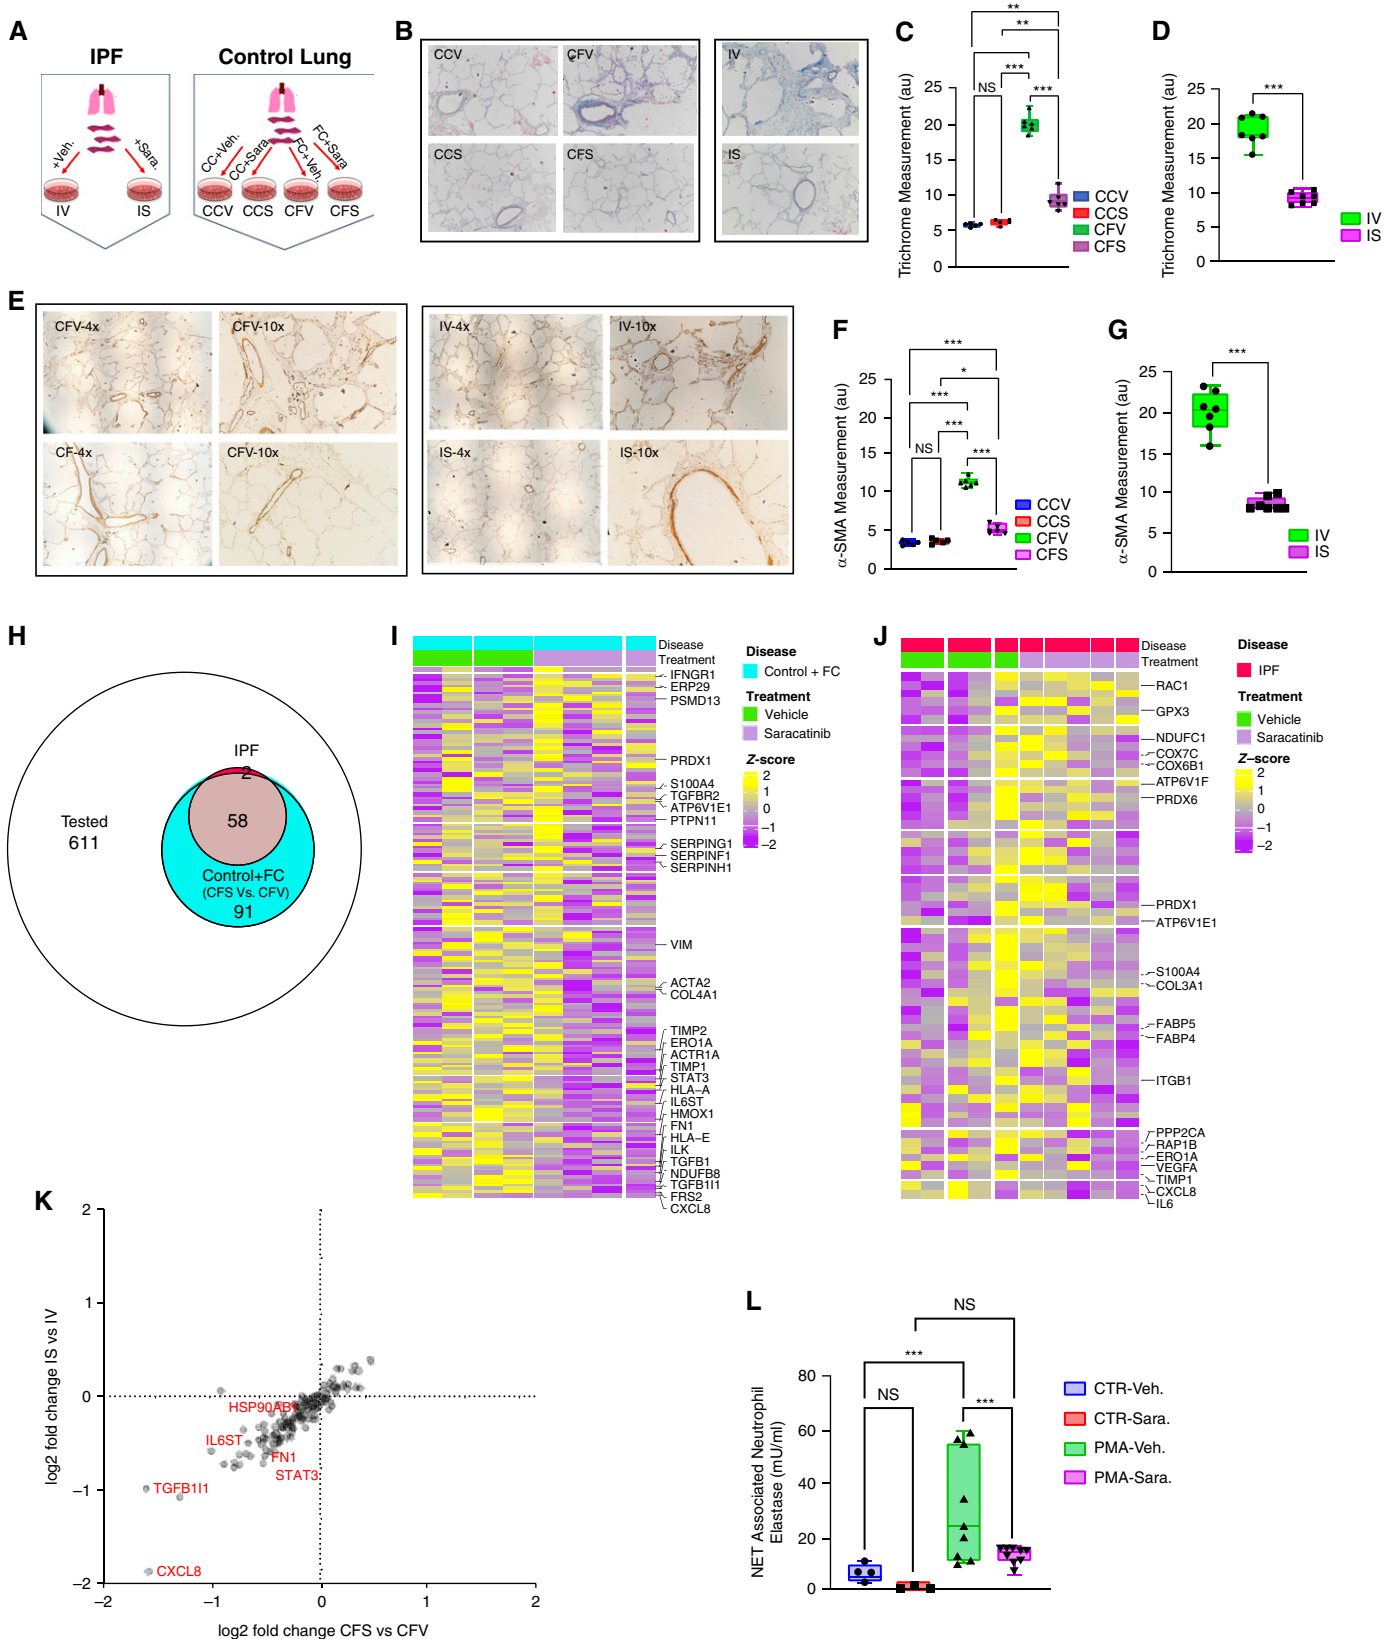 A
IPF
Control Lung
+Veh.
+Sara.
CC+Veh.
CC+Sara
FC+Veh.
FC+Sara
IV
IS
CCV
CCS
CFV
CFS
B
CCV
CFV
CCS
CFS
IV
IS
C
Trichrome Measurement (au)
25
20
15
10
5
0
**
**
***
NS
***
CCV
CCS
CFV
CFS
D
Trichrome Measurement (au)
25
20
15
10
5
0
***
IV
IS
E
CFV-4x
CFV-10x
CF-4x
CFV-10x
IV-4x
IV-10x
IS-4x
IS-10x
F
α-SMA Measurement (au)
25
20
15
10
5
0
***
*
***
***
NS
***
CCV
CCS
CFV
CFS
G
α-SMA Measurement (au)
25
20
15
10
5
0
***
IV
IS
H
Tested
611
IPF
2
58
Control+FC
(CFS Vs. CFV)
91
I
Disease
Treatment
IFNGR1
ERP29
PSMD13
PRDX1
S100A4
TGFBR2
ATP6V1E1
PTPN11
SERPING1
SERPINF1
SERPINH1
VIM
ACTA2
COL4A1
TIMP2
ERO1A
ACTR1A
TIMP1
STAT3
HLA-A
IL6ST
HMOX1
FN1
HLA-E
ILK
TGFB1
NDUFB8
TGFB1I1
FRS2
CXCL8
Disease
Control + FC
Treatment
Vehicle
Saracatinib
Z-score
2
1
0
−1
−2
J
Disease
Treatment
RAC1
GPX3
NDUFC1
COX7C
COX6B1
ATP6V1F
PRDX6
PRDX1
ATP6V1E1
S100A4
COL3A1
FABP5
FABP4
ITGB1
PPP2CA
RAP1B
ERO1A
VEGFA
TIMP1
CXCL8
IL6
Disease
IPF
Treatment
Vehicle
Saracatinib
Z−score
2
1
0
−1
−2
K
log2 fold change IS vs IV
2
1
0
−1
−2
HSP90AB1
IL6ST
FN1
STAT3
TGFB1I1
CXCL8
−2
−1
0
1
2
log2 fold change CFS vs CFV
L
NET Associated Neutrophil
Elastase (mU/ml)
80
60
40
20
0
NS
***
NS
***
CTR-Veh.
CTR-Sara.
PMA-Veh.
PMA-Sara.